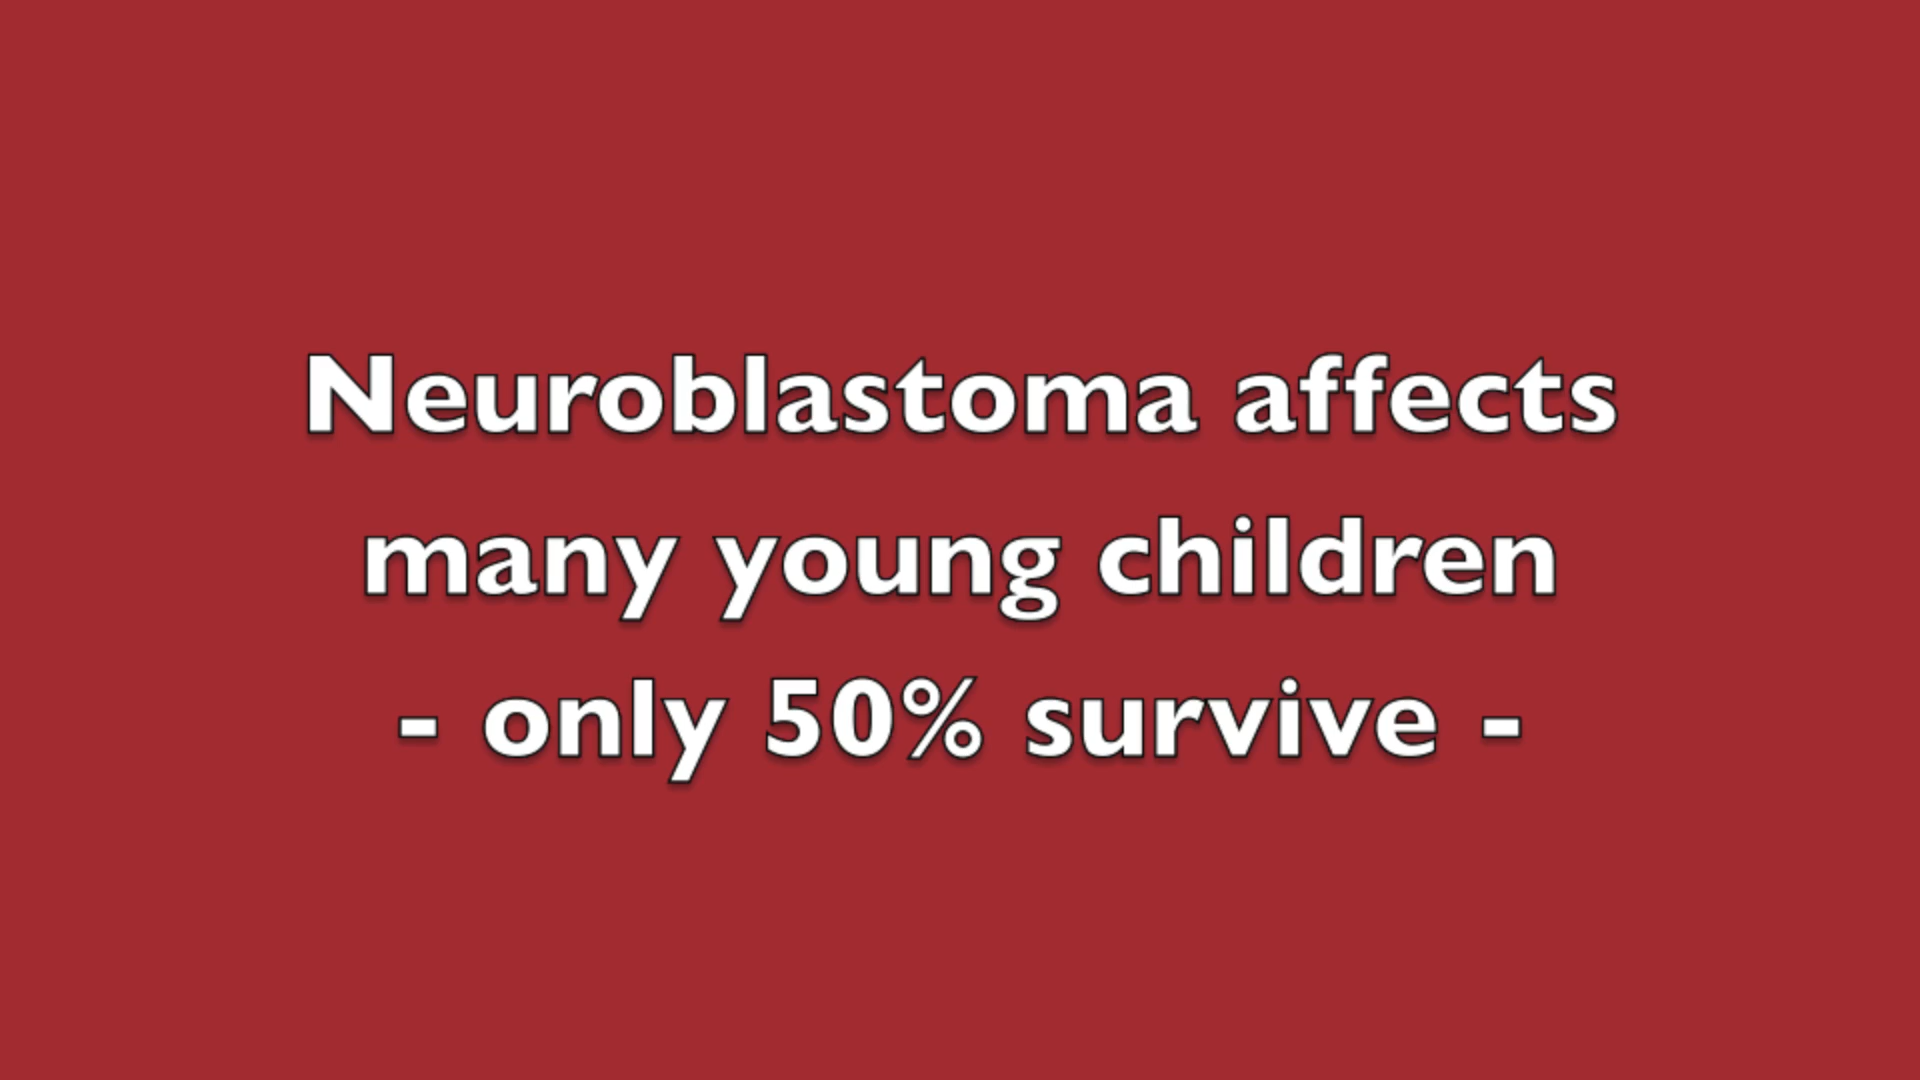 Neuroblastoma affects
many young children
- only 50% survive -